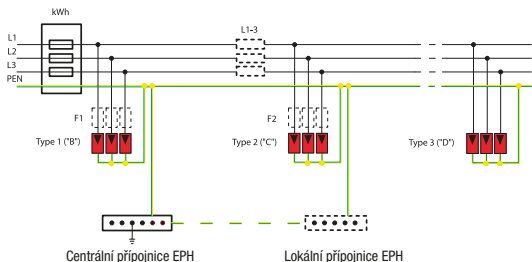 kWh
L1
L1-3
L2
L3
PEN
F1
F2
Type 1 ("B")
Type 2 ("C")
Type 3 ("D")
Centrální přípojnice EPH
Lokální přípojnice EPH